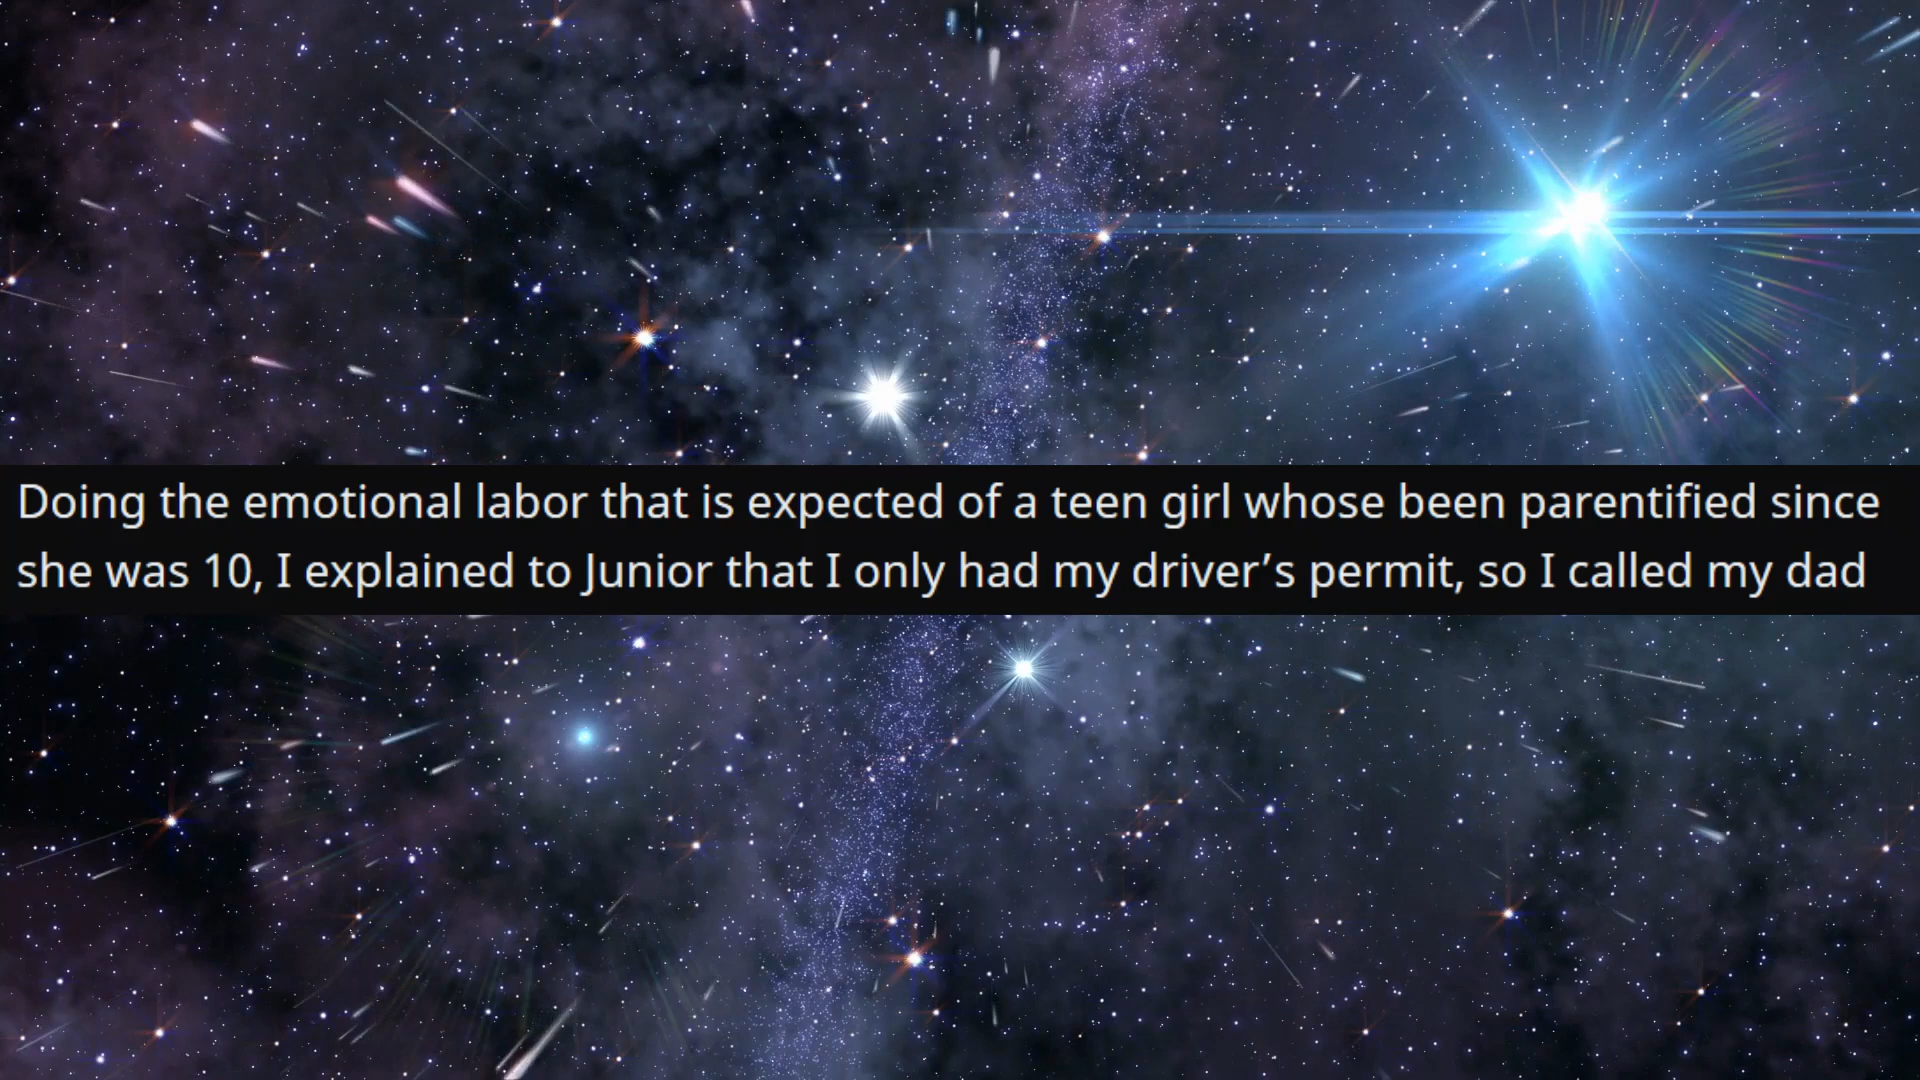 Doing the emotional labor that is expected of a teen girl whose been parentified since
she was 10, I explained to Junior that I only had my driver’s permit, so I called my dad